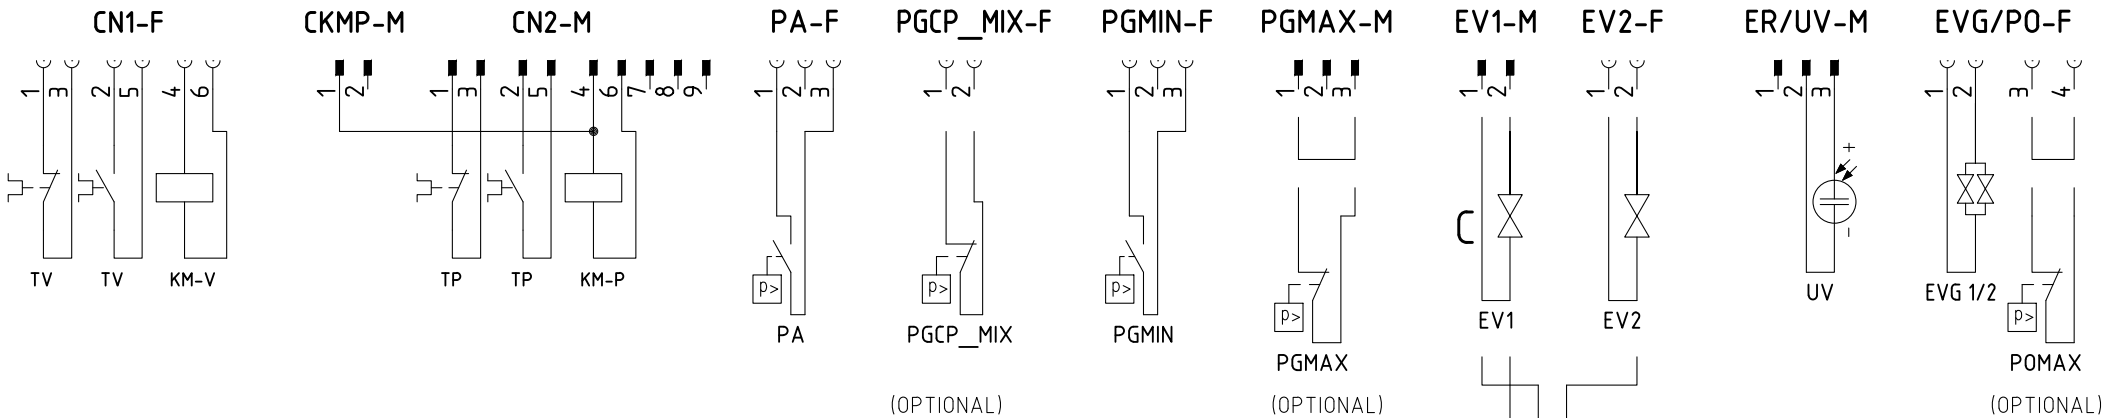 CN1-F CKMP-M CN2-M PA-F PGCP_MIX-F PGMIN-F PGMAX-M EV1-M EV2-F ER/UV-M EVG/PO-F
1 3 2 5 4 6 1 2 1 3 2 5 4 6 7 8 9 1 2 3 1 2 1 2 3 1 2 3 1 2 1 2 1 2 3 1 2 3 4
+
C
-
TV TV KM-V TP TP KM-P
p> p> p>
UV EVG 1/2
p> p>
EV1 EV2
PA PGCP_MIX PGMIN
PGMAX POMAX
(OPTIONAL) (OPTIONAL) (OPTIONAL)